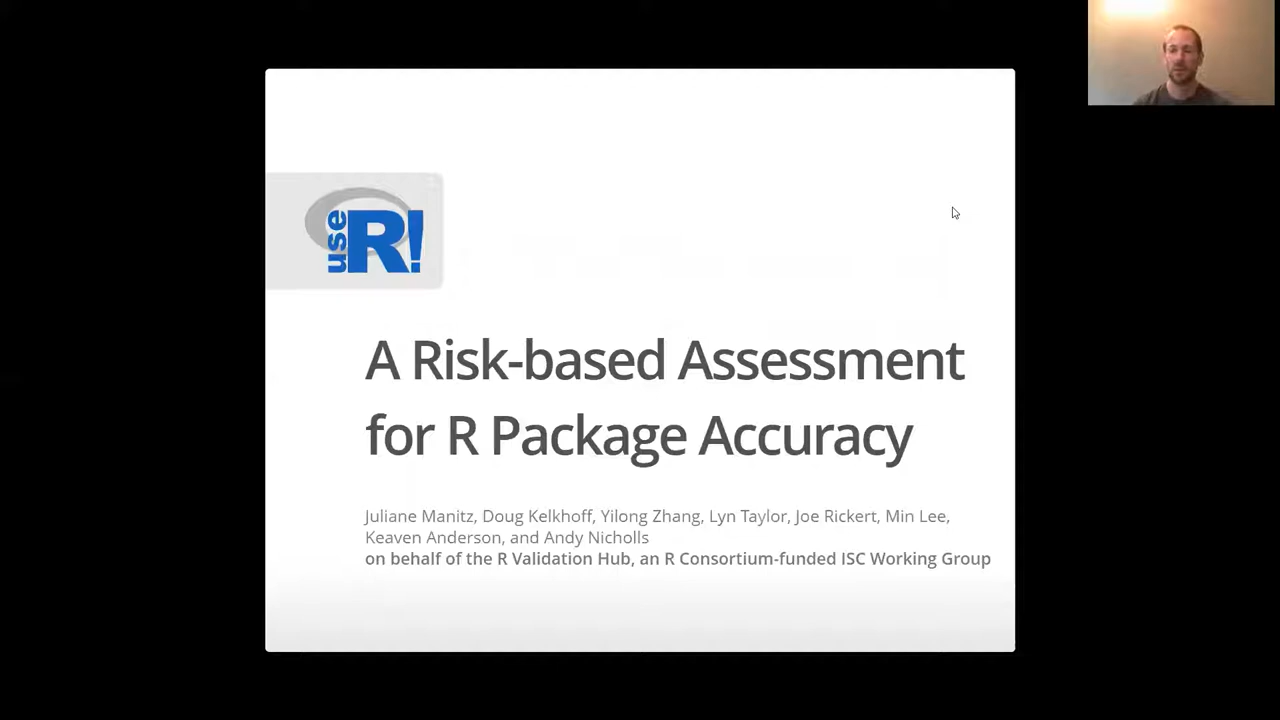 use R!
A Risk-based Assessment
for R Package Accuracy
Juliane Manitz, Doug Kelkhoff, Yilong Zhang, Lyn Taylor, Joe Rickert, Min Lee,
Keaven Anderson, and Andy Nicholls
on behalf of the R Validation Hub, an R Consortium-funded ISC Working Group